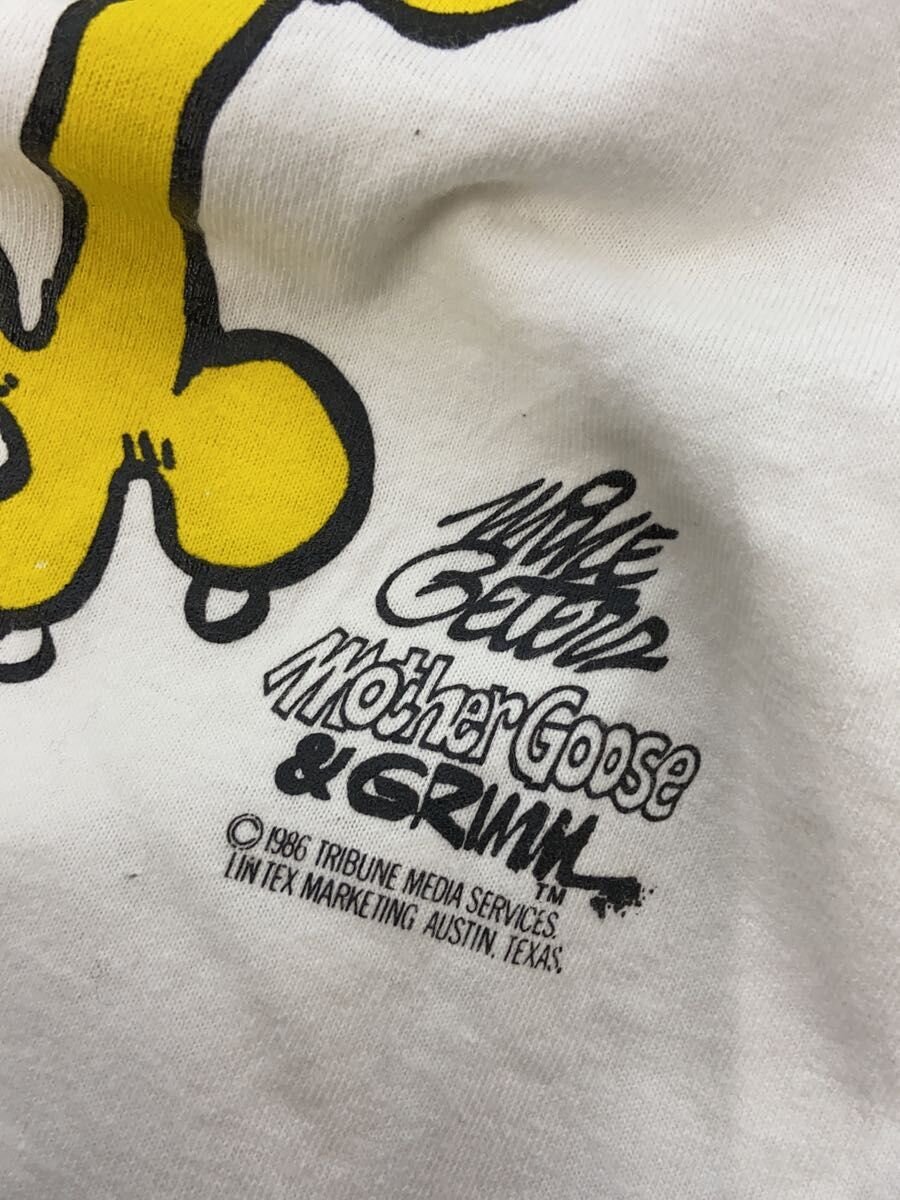 MIKE
Peters
Mother Goose
& GRIMM
TM
© 1986 TRIBUNE MEDIA SERVICES.
LIN TEX MARKETING AUSTIN, TEXAS.